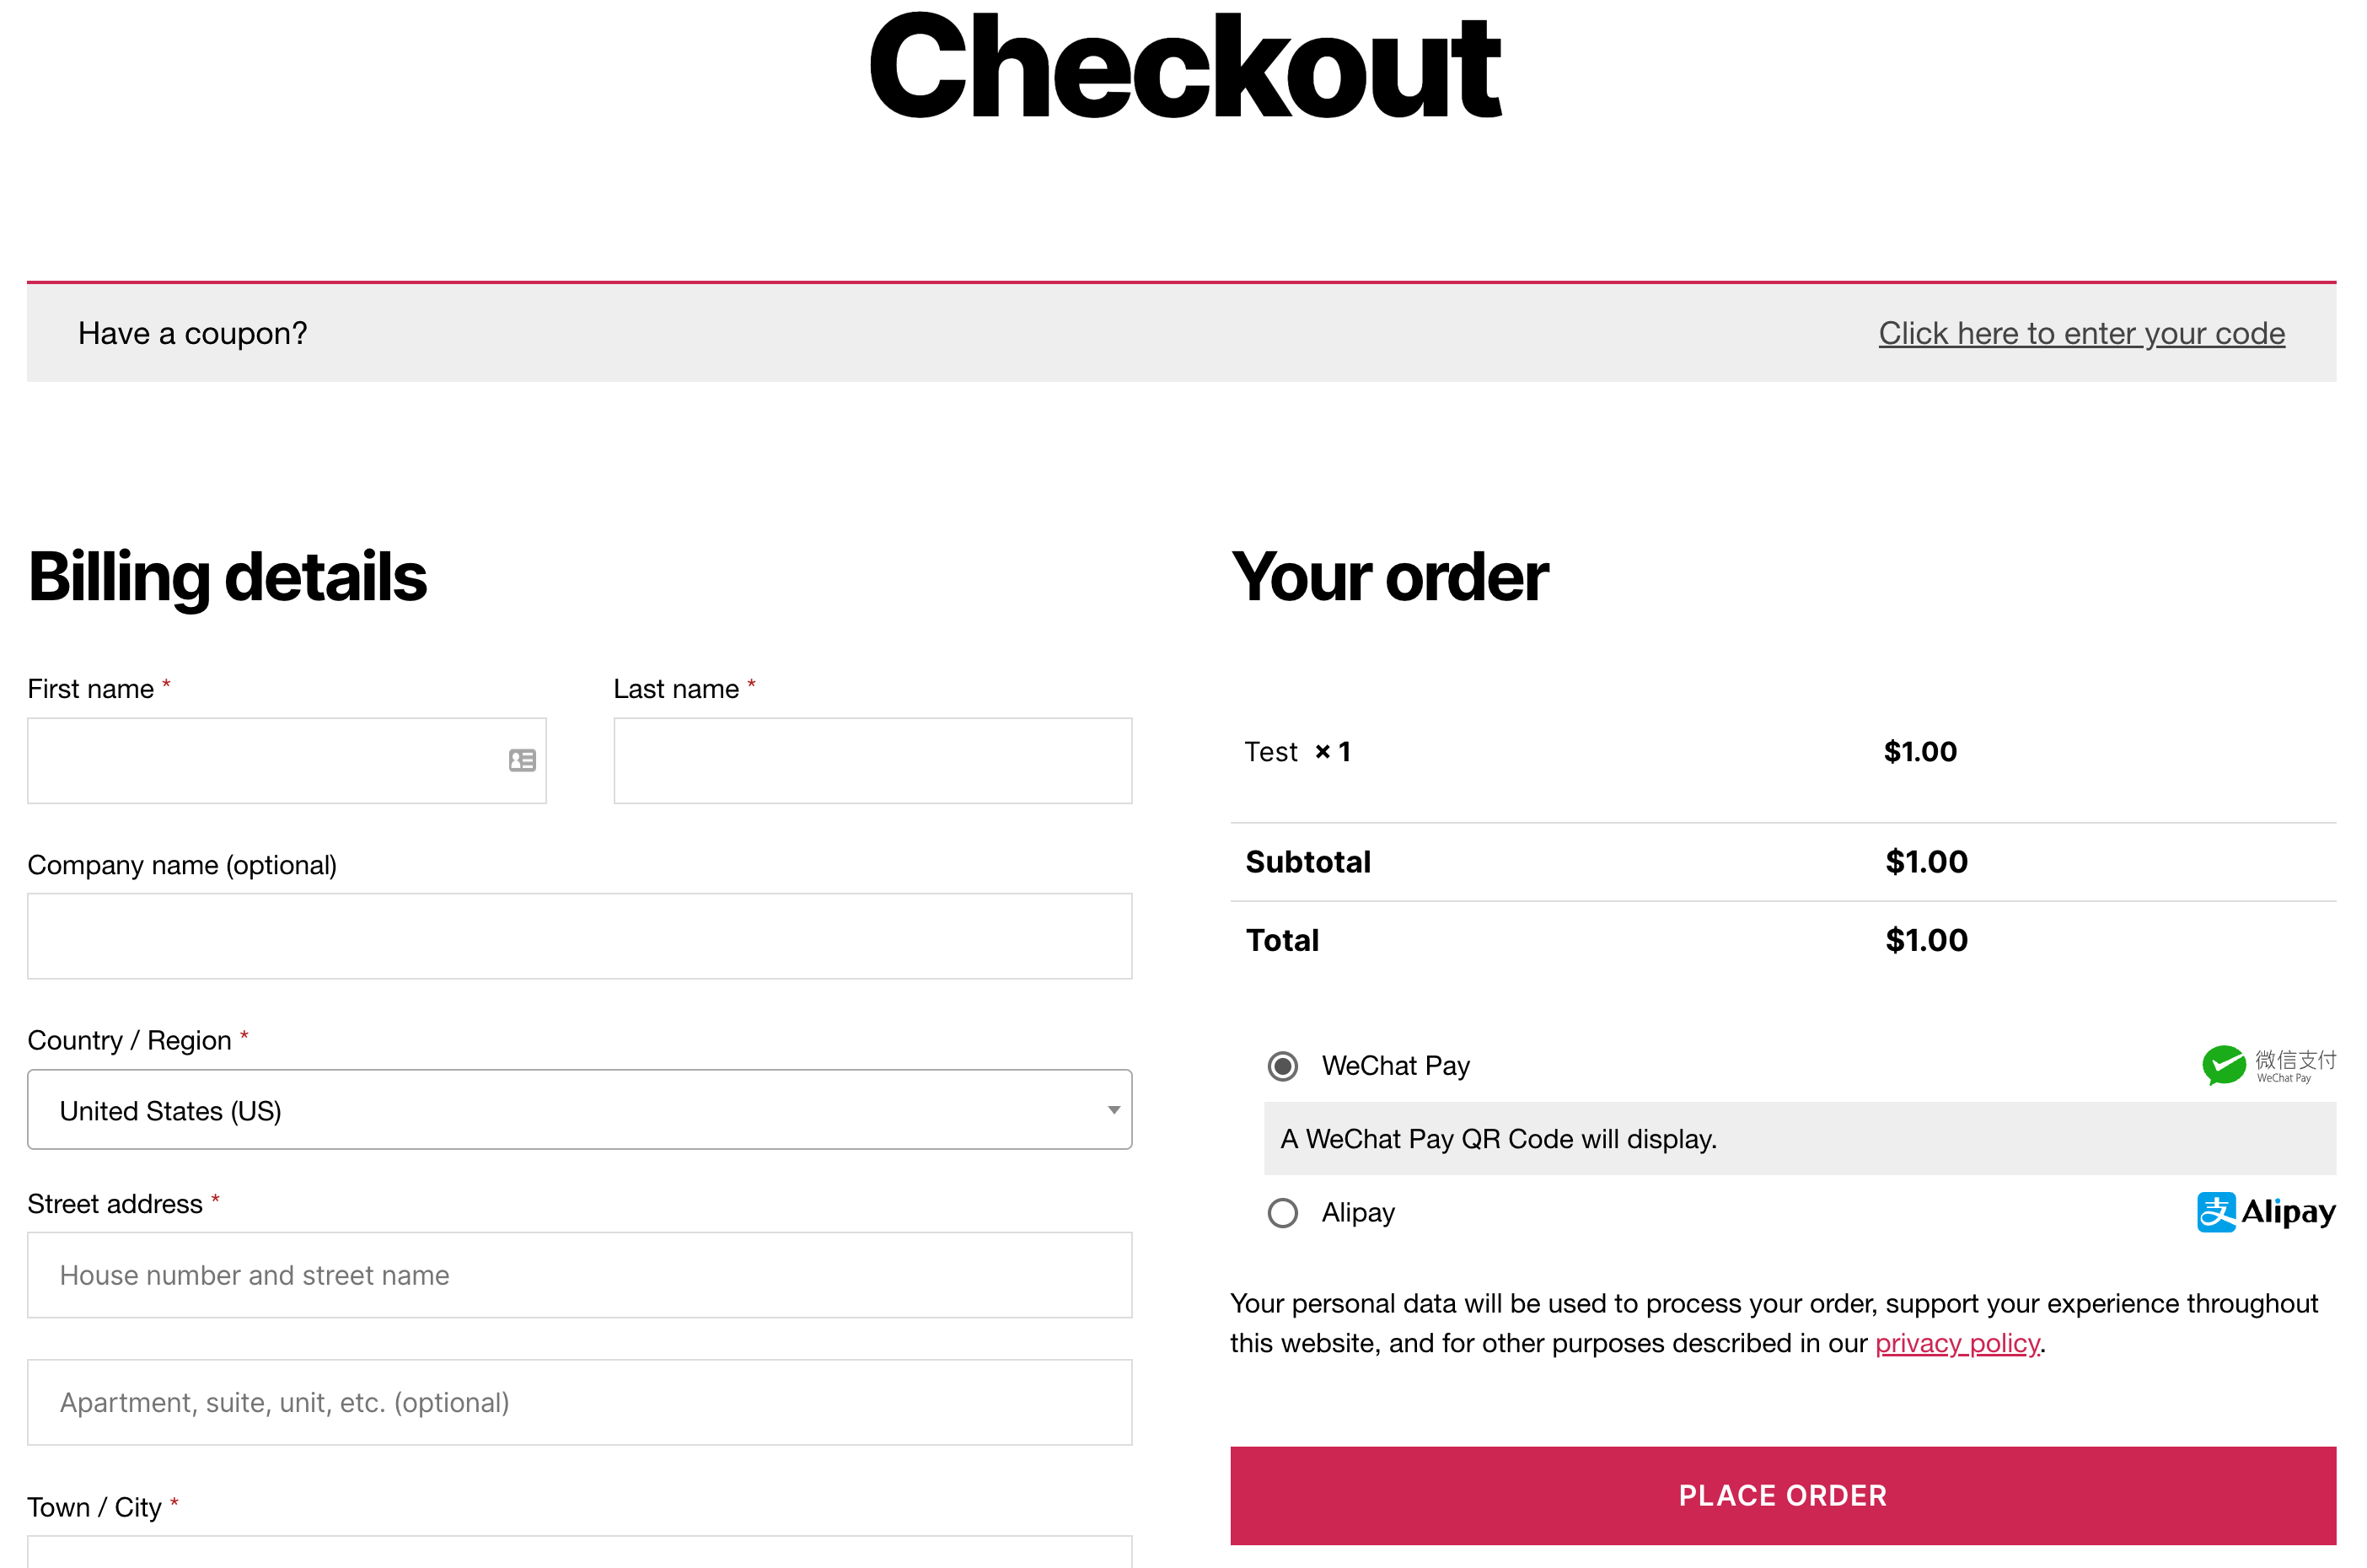 Checkout
Have a coupon? Click here to enter your code
Billing details
First name * Last name *
Company name (optional)
Country / Region *
United States (US)
Street address *
House number and street name
Apartment, suite, unit, etc. (optional)
Town / City *
Your order
Test × 1 $1.00
Subtotal $1.00
Total $1.00
WeChat Pay
微信支付
WeChat Pay
A WeChat Pay QR Code will display.
Alipay
支 Alipay
Your personal data will be used to process your order, support your experience throughout
this website, and for other purposes described in our privacy policy.
PLACE ORDER